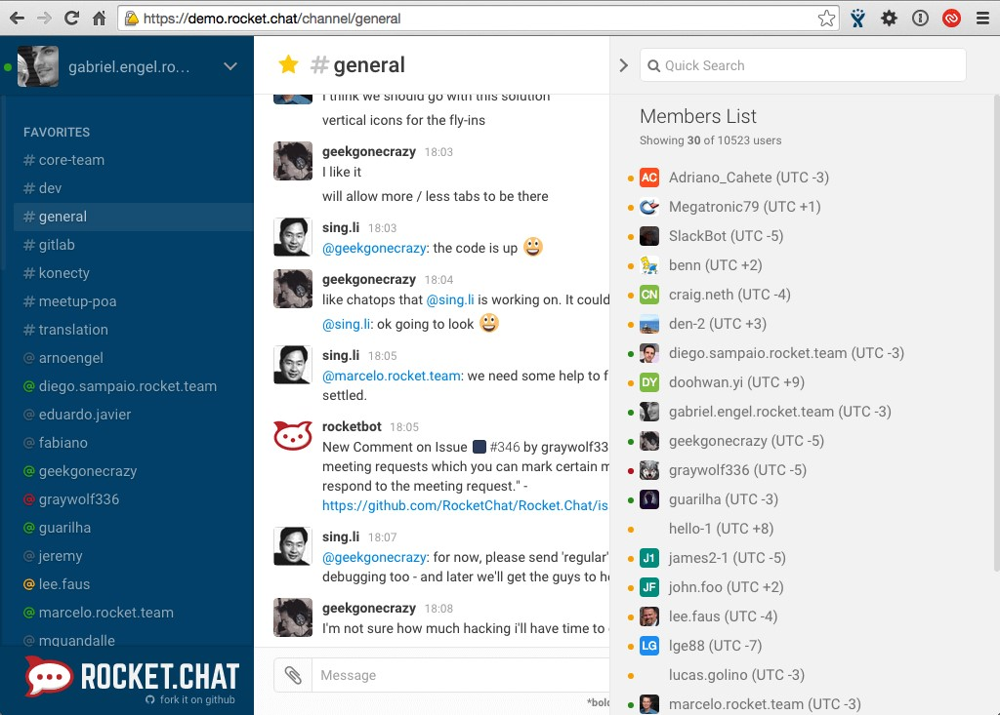 https://demo.rocket.chat/channel/general
gabriel.engel.ro...
FAVORITES
# core-team
# dev
# general
# gitlab
# konecty
# meetup-poa
# translation
@ arnoengel
@ diego.sampaio.rocket.team
@ eduardo.javier
@ fabiano
@ geekgonecrazy
@ graywolf336
@ guarilha
@ jeremy
@ lee.faus
@ marcelo.rocket.team
@ mquandalle
ROCKET.CHAT
fork it on github
# general
I think we should go with this solution
vertical icons for the fly-ins
geekgonecrazy 18:03
I like it
will allow more / less tabs to be there
sing.li 18:03
@geekgonecrazy: the code is up 😀
geekgonecrazy 18:04
like chatops that @sing.li is working on. It could
@sing.li: ok going to look 😀
sing.li 18:05
@marcelo.rocket.team: we need some help to f
settled.
rocketbot 18:05
New Comment on Issue #346 by graywolf33
meeting requests which you can mark certain m
respond to the meeting request." -
https://github.com/RocketChat/Rocket.Chat/is
sing.li 18:07
@geekgonecrazy: for now, please send 'regular'
debugging too - and later we'll get the guys to he
geekgonecrazy 18:08
I'm not sure how much hacking i'll have time to
Message
*bold
Quick Search
Members List
Showing 30 of 10523 users
AC Adriano_Cahete (UTC -3)
Megatronic79 (UTC +1)
SlackBot (UTC -5)
benn (UTC +2)
CN craig.neth (UTC -4)
den-2 (UTC +3)
diego.sampaio.rocket.team (UTC -3)
DY doohwan.yi (UTC +9)
gabriel.engel.rocket.team (UTC -3)
geekgonecrazy (UTC -5)
graywolf336 (UTC -5)
guarilha (UTC -3)
hello-1 (UTC +8)
J1 james2-1 (UTC -5)
JF john.foo (UTC +2)
lee.faus (UTC -4)
LG lge88 (UTC -7)
lucas.golino (UTC -3)
marcelo.rocket.team (UTC -3)